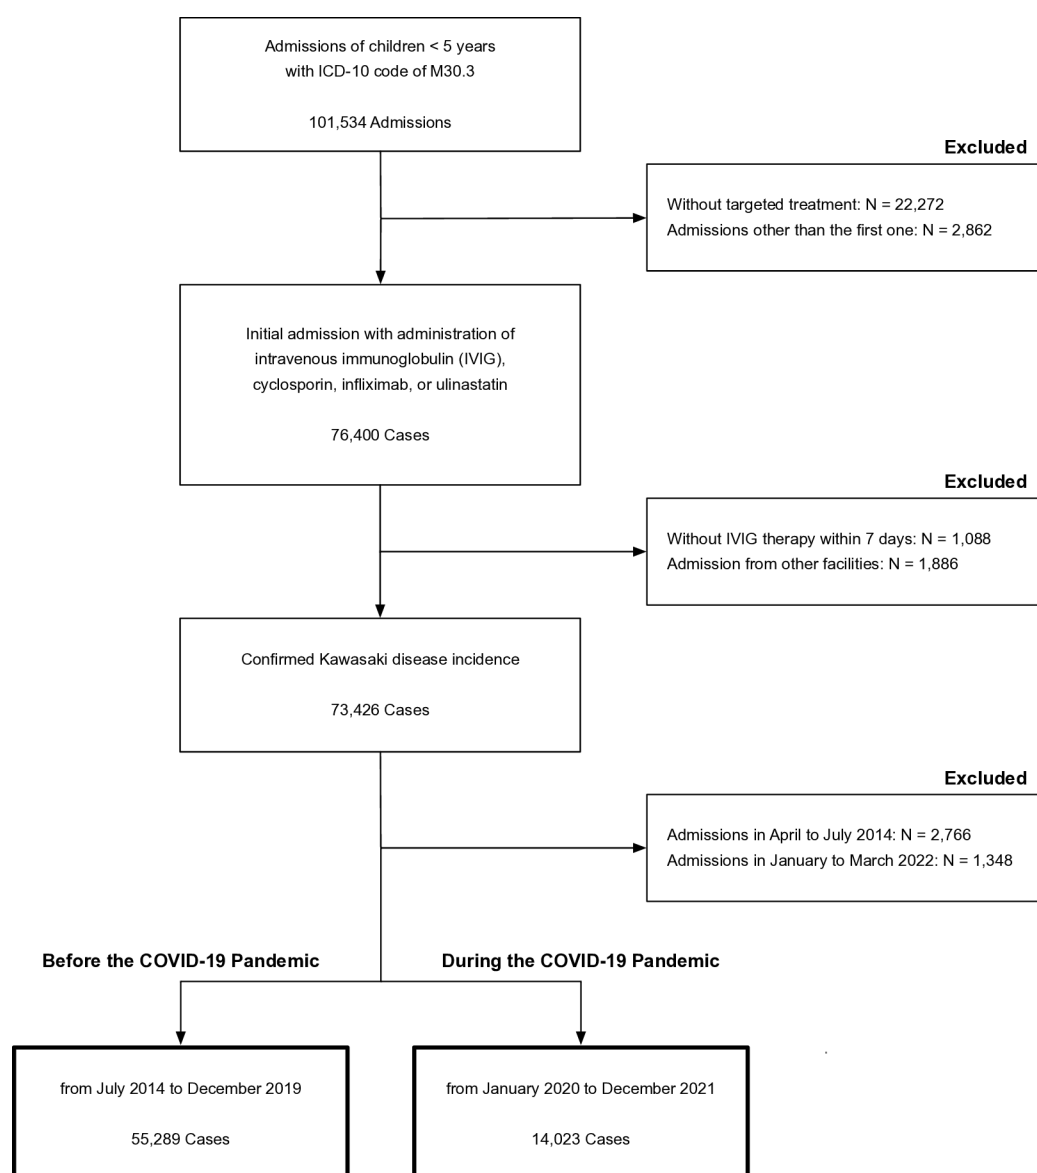 Admissions of children < 5 years
with ICD-10 code of M30.3
101,534 Admissions
Excluded
Without targeted treatment: N = 22,272
Admissions other than the first one: N = 2,862
Initial admission with administration of
intravenous immunoglobulin (IVIG),
cyclosporin, infliximab, or ulinastatin
76,400 Cases
Excluded
Without IVIG therapy within 7 days: N = 1,088
Admission from other facilities: N = 1,886
Confirmed Kawasaki disease incidence
73,426 Cases
Excluded
Admissions in April to July 2014: N = 2,766
Admissions in January to March 2022: N = 1,348
Before the COVID-19 Pandemic
During the COVID-19 Pandemic
from July 2014 to December 2019
55,289 Cases
from January 2020 to December 2021
14,023 Cases